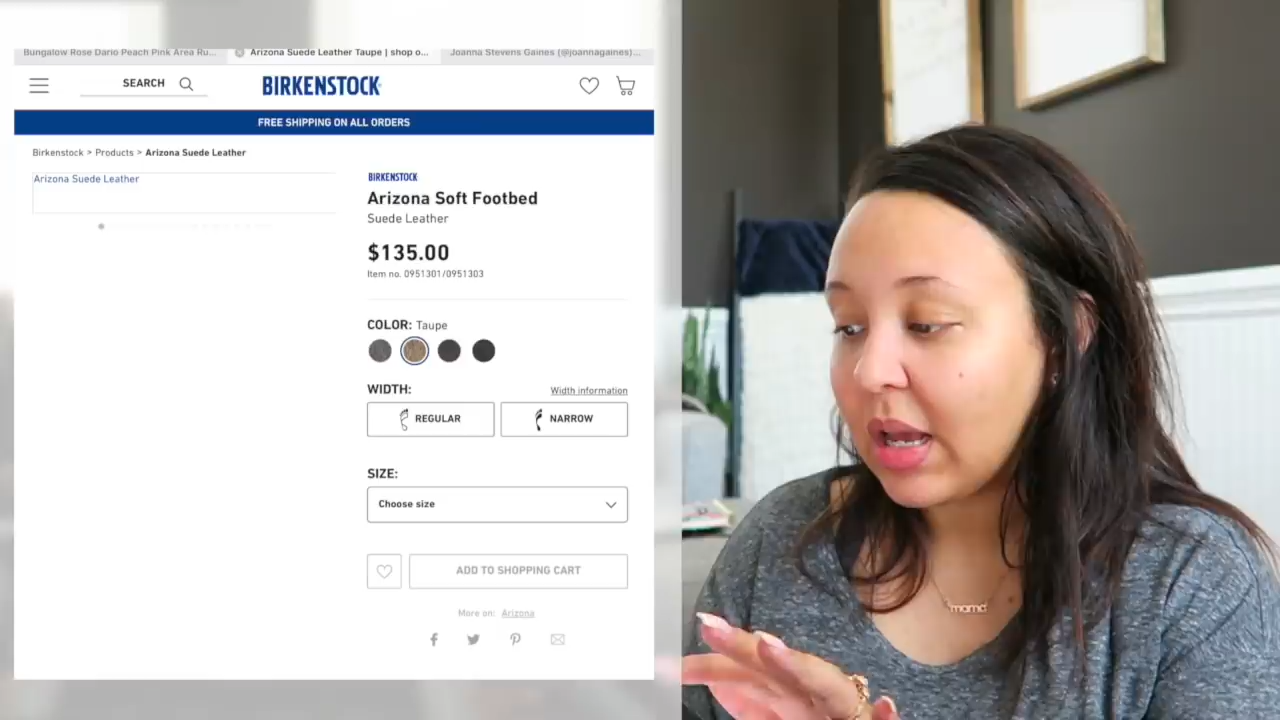 Bungalow Rose Dario Peach Pink Area Ru...
Arizona Suede Leather Taupe | shop o...
Joanna Stevens Gaines (@joannagaines)...
SEARCH
BIRKENSTOCK
FREE SHIPPING ON ALL ORDERS
Birkenstock > Products > Arizona Suede Leather
Arizona Suede Leather
BIRKENSTOCK
Arizona Soft Footbed
Suede Leather
$135.00
Item no. 0951301/0951303
COLOR: Taupe
WIDTH:
Width information
REGULAR
NARROW
SIZE:
Choose size
ADD TO SHOPPING CART
More on: Arizona
mama